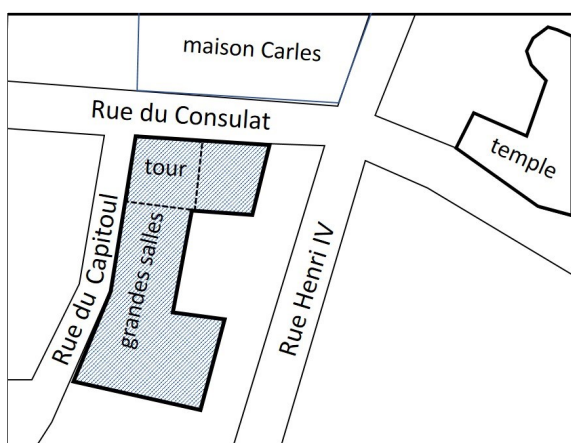 maison Carles
Rue du Consulat
tour
temple
grandes salles
Rue du Capitoul
Rue Henri IV